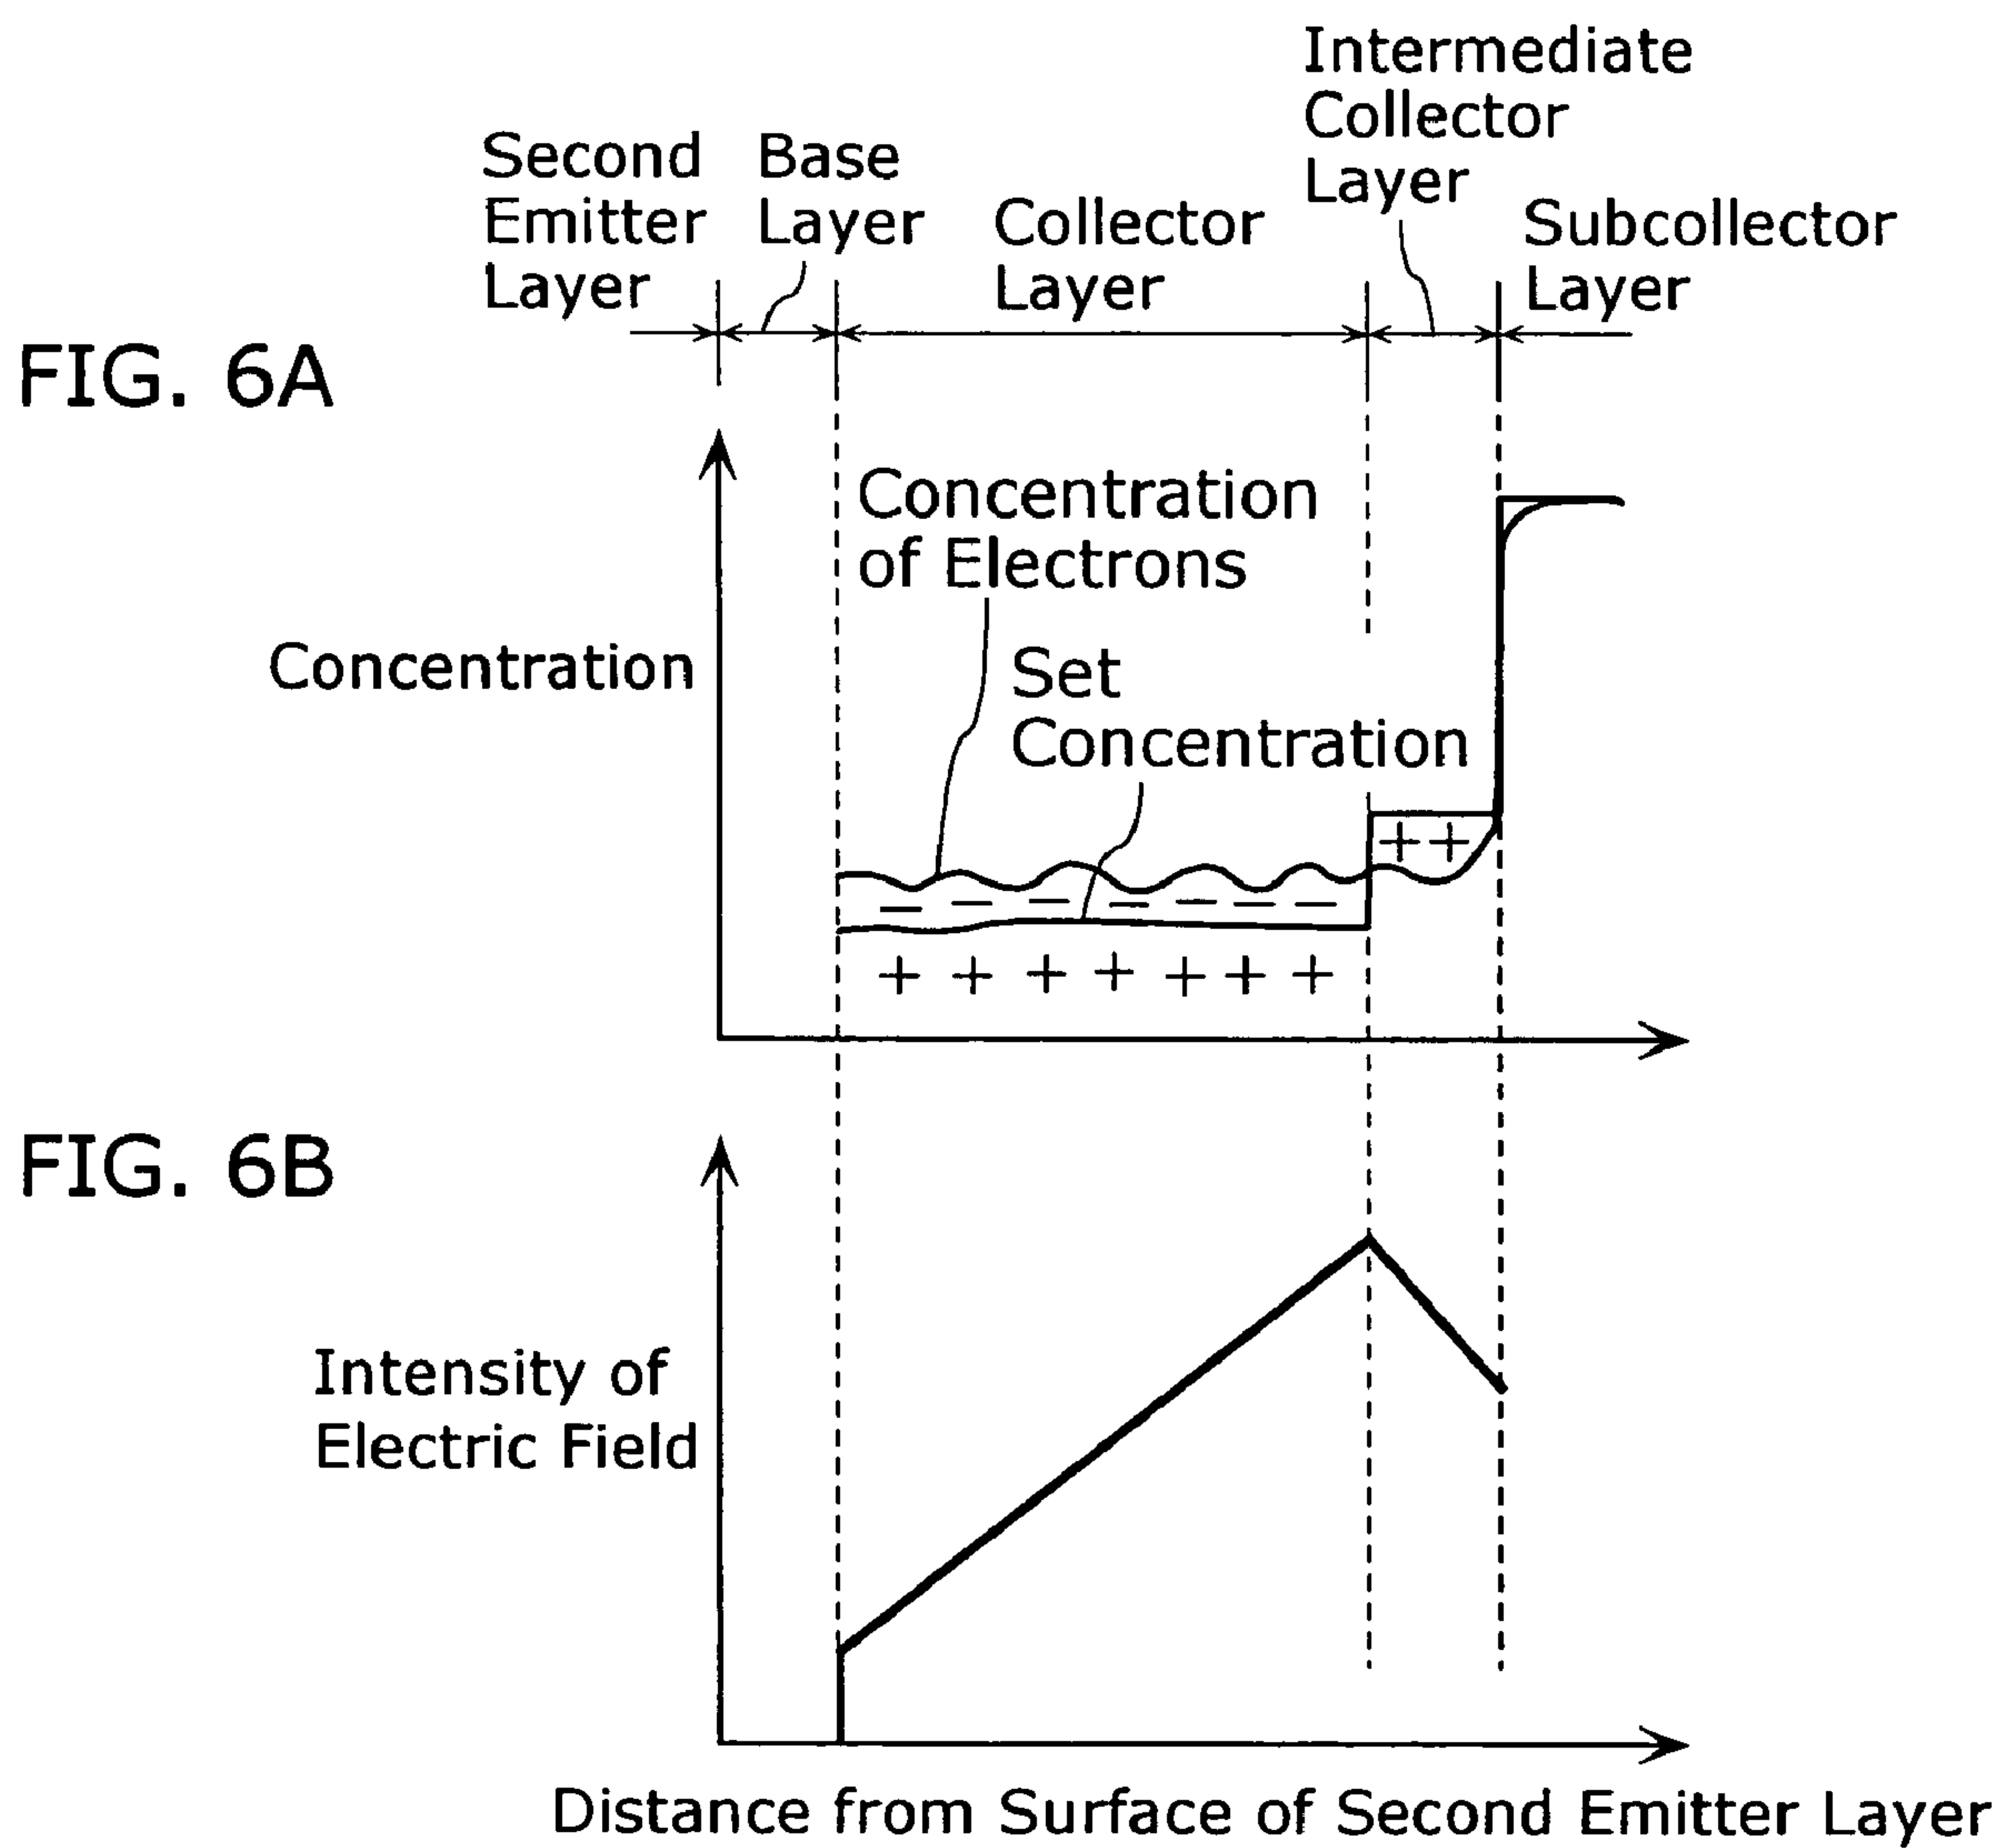 FIG. 6A
Second
Emitter
Layer
Base
Layer
Collector
Layer
Intermediate
Collector
Layer
Subcollector
Layer
Concentration
Concentration
of Electrons
Set
Concentration
− − − − − − −
+ + + + + + +
+ +
FIG. 6B
Intensity of
Electric Field
Distance from Surface of Second Emitter Layer